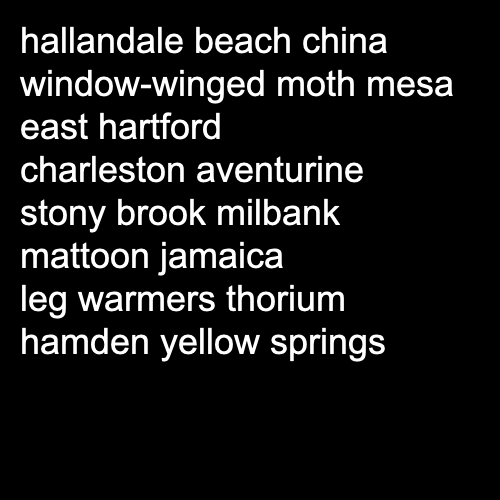 hallandale beach china
window-winged moth mesa
east hartford
charleston aventurine
stony brook milbank
mattoon jamaica
leg warmers thorium
hamden yellow springs